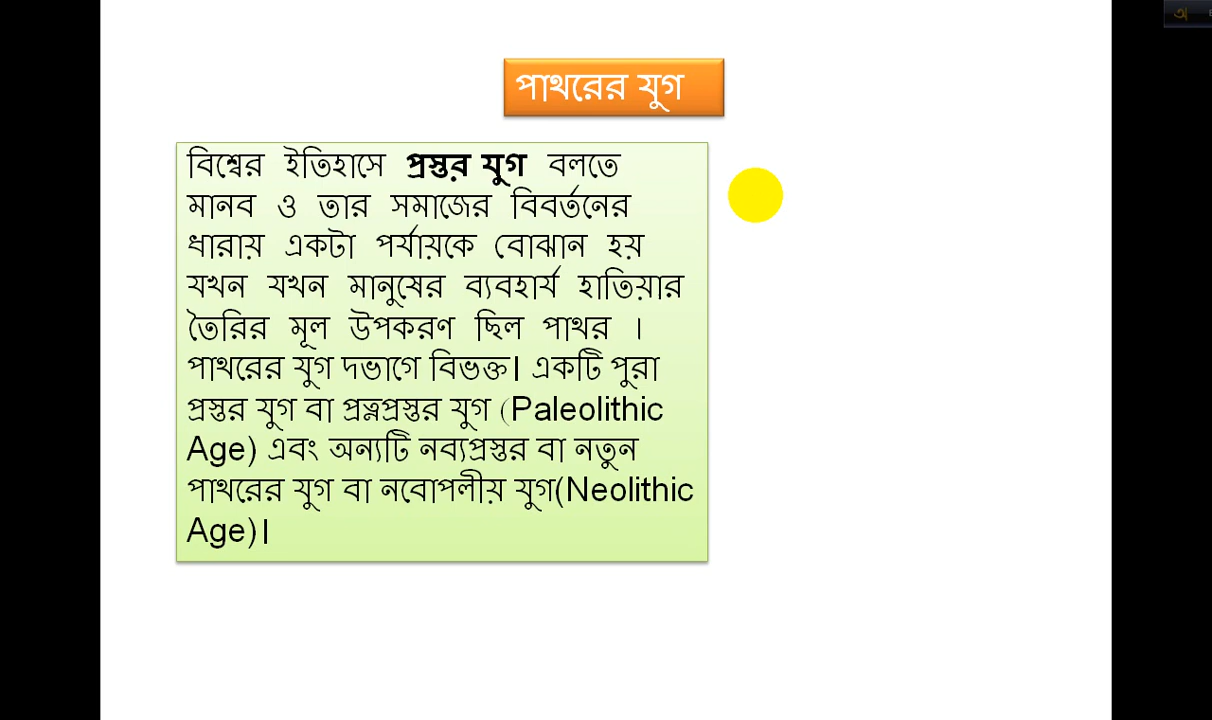 পাথরের যুগ
বিশ্বের ইতিহাসে প্রস্তর যুগ বলতে
মানব ও তার সমাজের বিবর্তনের
ধারায় একটা পর্যায়কে বোঝান হয়
যখন যখন মানুষের ব্যবহার্য হাতিয়ার
তৈরির মূল উপকরণ ছিল পাথর ।
পাথরের যুগ দভাগে বিভক্ত। একটি পুরা
প্রস্তর যুগ বা প্রত্নপ্রস্তর যুগ (Paleolithic
Age) এবং অন্যটি নব্যপ্রস্তর বা নতুন
পাথরের যুগ বা নবোপলীয় যুগ(Neolithic
Age)।